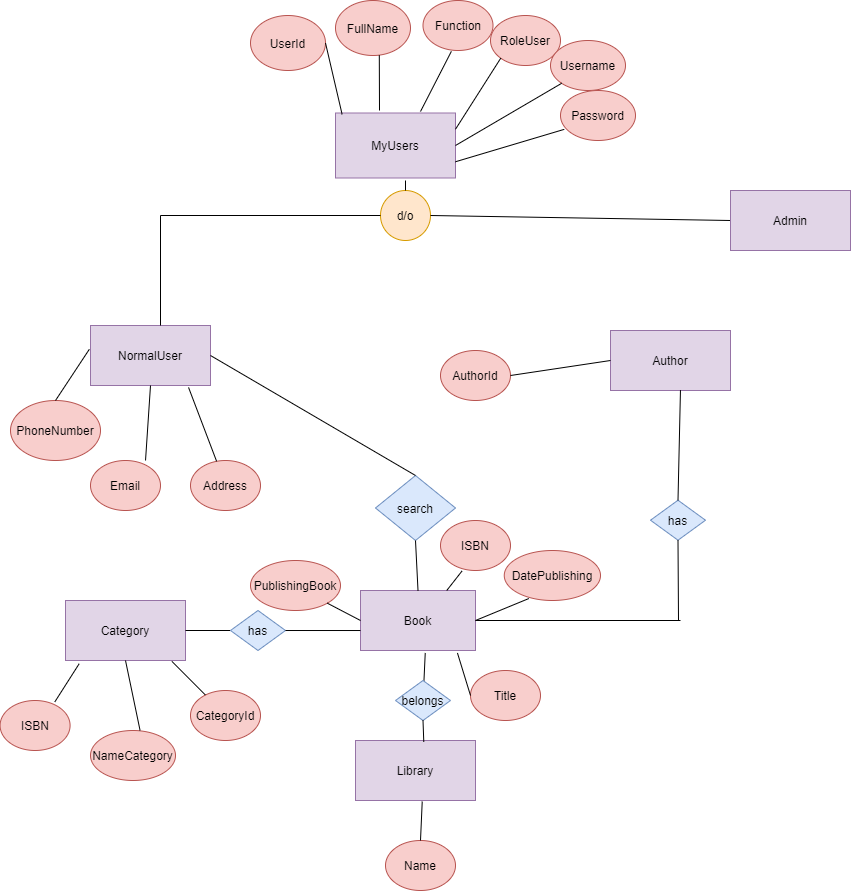 FullName
Function
UserId
RoleUser
Username
Password
MyUsers
d/o
Admin
NormalUser
Author
AuthorId
PhoneNumber
Email
Address
search
has
ISBN
DatePublishing
PublishingBook
Book
Category
has
Title
belongs
CategoryId
ISBN
NameCategory
Library
Name